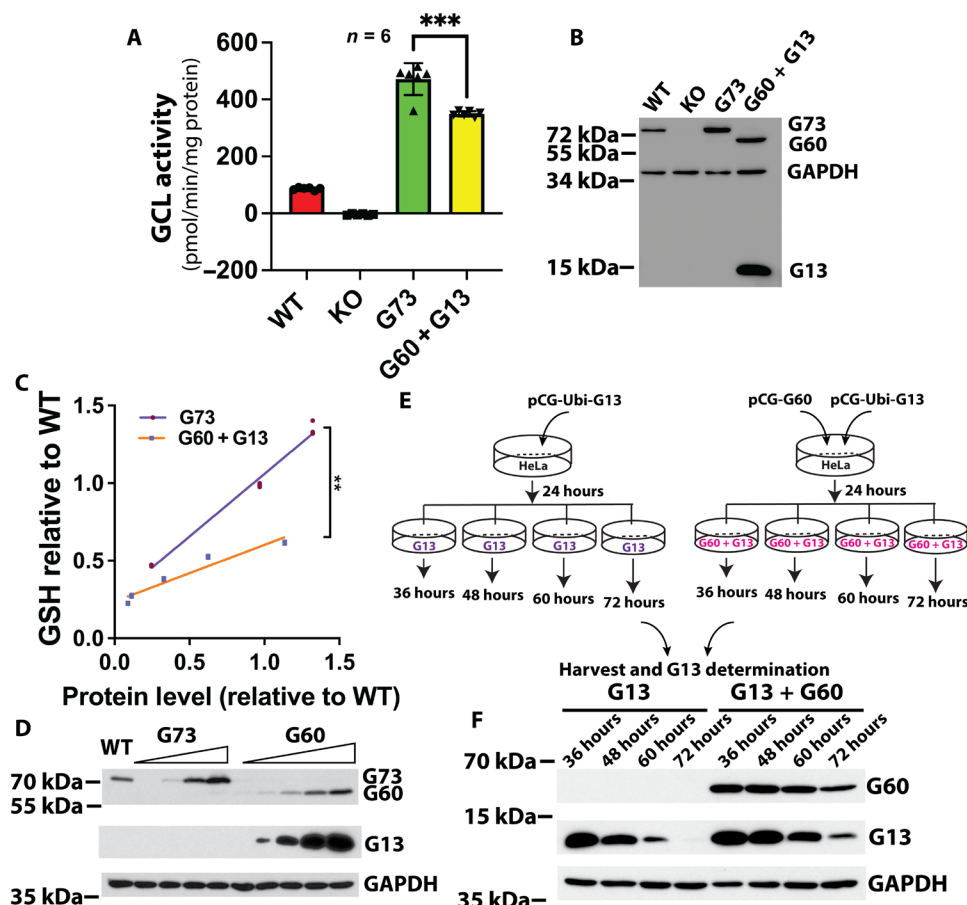 A
GCL activity
(pmol/min/mg protein)
600
400
200
0
−200
n = 6
***
WT
KO
G73
G60 + G13
B
WT
KO
G73
G60 + G13
72 kDa
55 kDa
34 kDa
15 kDa
G73
G60
GAPDH
G13
C
GSH relative to WT
1.5
1.0
0.5
0.0
G73
G60 + G13
**
0.0 0.5 1.0 1.5
Protein level (relative to WT)
D
WT G73 G60
70 kDa
55 kDa
35 kDa
G73
G60
G13
GAPDH
E
pCG-Ubi-G13
HeLa
24 hours
G13 G13 G13 G13
36 hours 48 hours 60 hours 72 hours
pCG-G60 pCG-Ubi-G13
HeLa
24 hours
G60 + G13 G60 + G13 G60 + G13 G60 + G13
36 hours 48 hours 60 hours 72 hours
Harvest and G13 determination
F
G13 G13 + G60
36 hours 48 hours 60 hours 72 hours 36 hours 48 hours 60 hours 72 hours
70 kDa
15 kDa
35 kDa
G60
G13
GAPDH